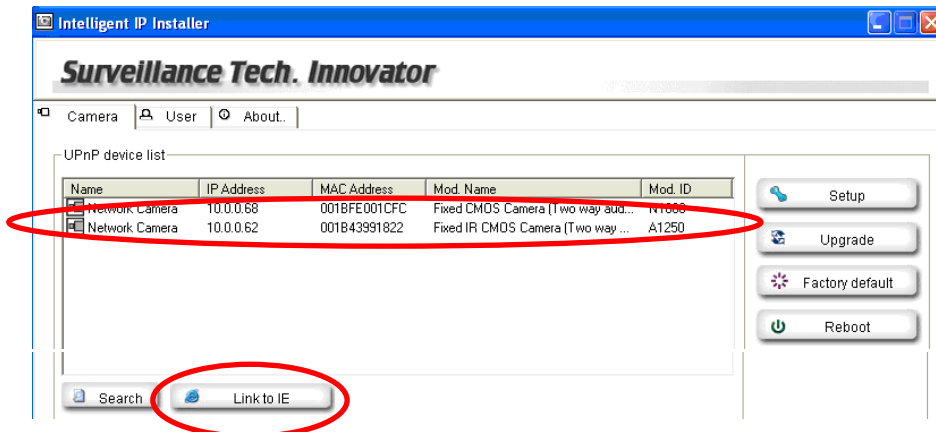 Intelligent IP Installer
Surveillance Tech. Innovator
Camera User About..
UPnP device list
Name IP Address MAC Address Mod. Name Mod. ID
Network Camera 10.0.0.68 001BFE001CFC Fixed CMOS Camera (Two way aud...
Network Camera 10.0.0.62 001B43991822 Fixed IR CMOS Camera (Two way ... A1250
Setup
Upgrade
Factory default
Reboot
Search Link to IE